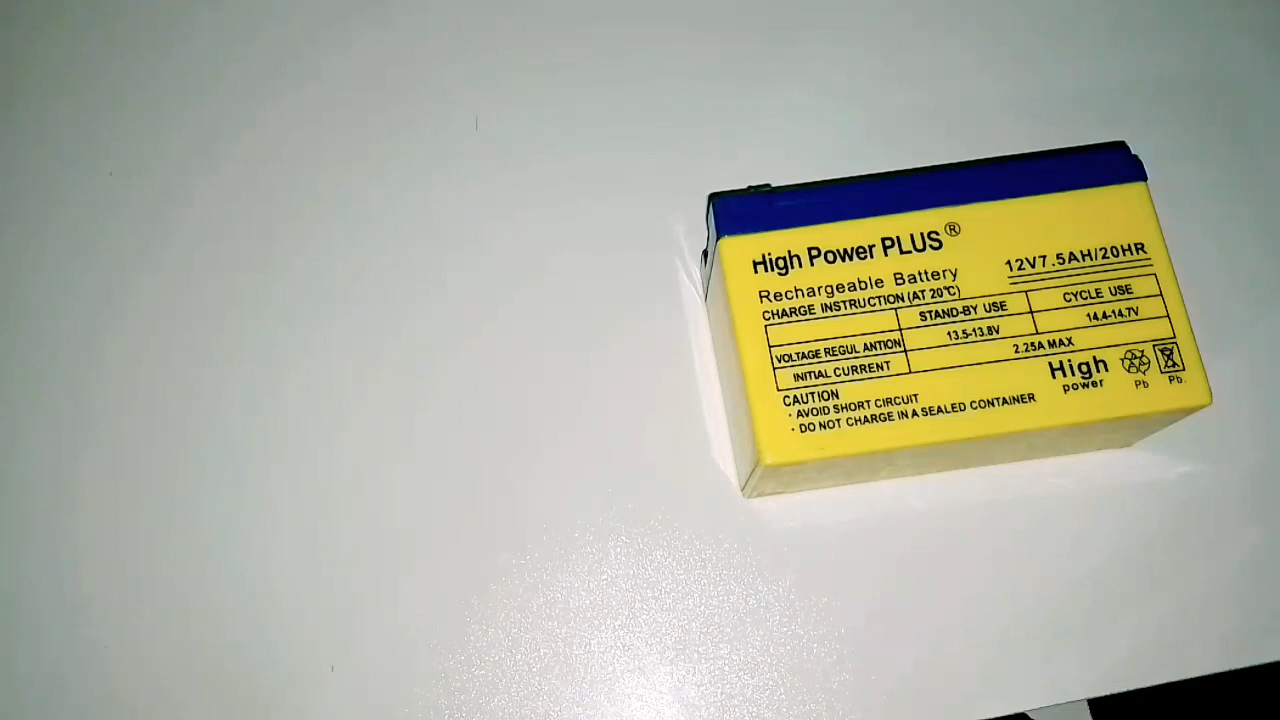 High Power PLUS®
Rechargeable Battery
12V7.5AH/20HR
CHARGE INSTRUCTION (AT 20℃)
STAND-BY USE CYCLE USE
VOLTAGE REGUL ANTION 13.5-13.8V 14.4-14.7V
INITIAL CURRENT 2.25A MAX
CAUTION
· AVOID SHORT CIRCUIT
· DO NOT CHARGE IN A SEALED CONTAINER
High
power
Pb
Pb.